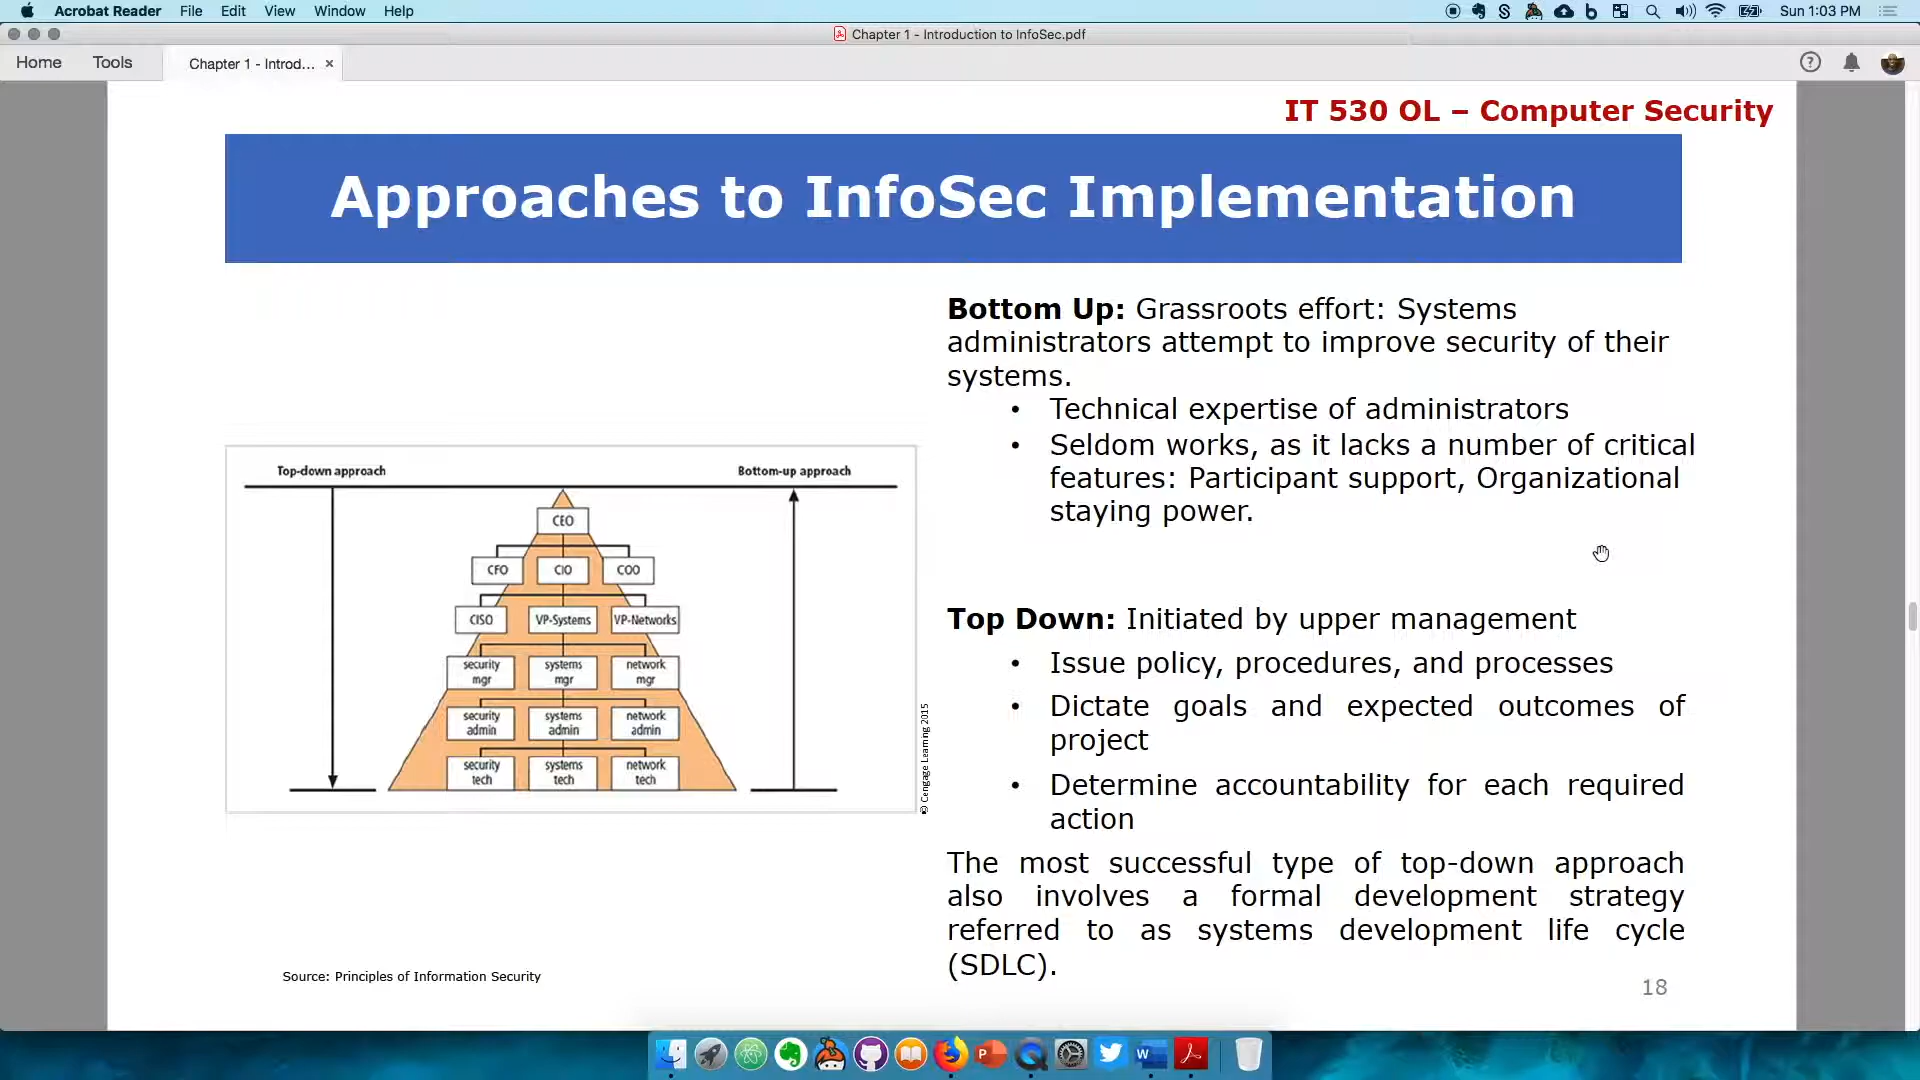 Acrobat Reader File Edit View Window Help Sun 1:03 PM
Chapter 1 - Introduction to InfoSec.pdf
Home Tools Chapter 1 - Introd... ×
IT 530 OL – Computer Security
Approaches to InfoSec Implementation
Bottom Up: Grassroots effort: Systems
administrators attempt to improve security of their
systems.
• Technical expertise of administrators
• Seldom works, as it lacks a number of critical
features: Participant support, Organizational
staying power.
Top-down approach Bottom-up approach
CEO
CFO CIO COO
CISO VP-Systems VP-Networks
security mgr systems mgr network mgr
security admin systems admin network admin
security tech systems tech network tech
© Cengage Learning 2015
Top Down: Initiated by upper management
• Issue policy, procedures, and processes
• Dictate goals and expected outcomes of
project
• Determine accountability for each required
action
The most successful type of top-down approach
also involves a formal development strategy
referred to as systems development life cycle
(SDLC).
Source: Principles of Information Security
18